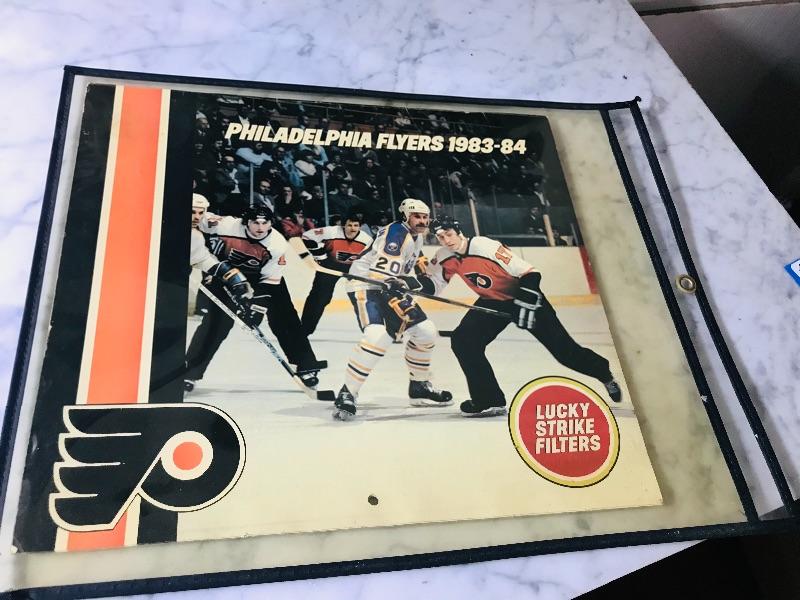 PHILADELPHIA FLYERS 1983-84
20
LUCKY
STRIKE
FILTERS